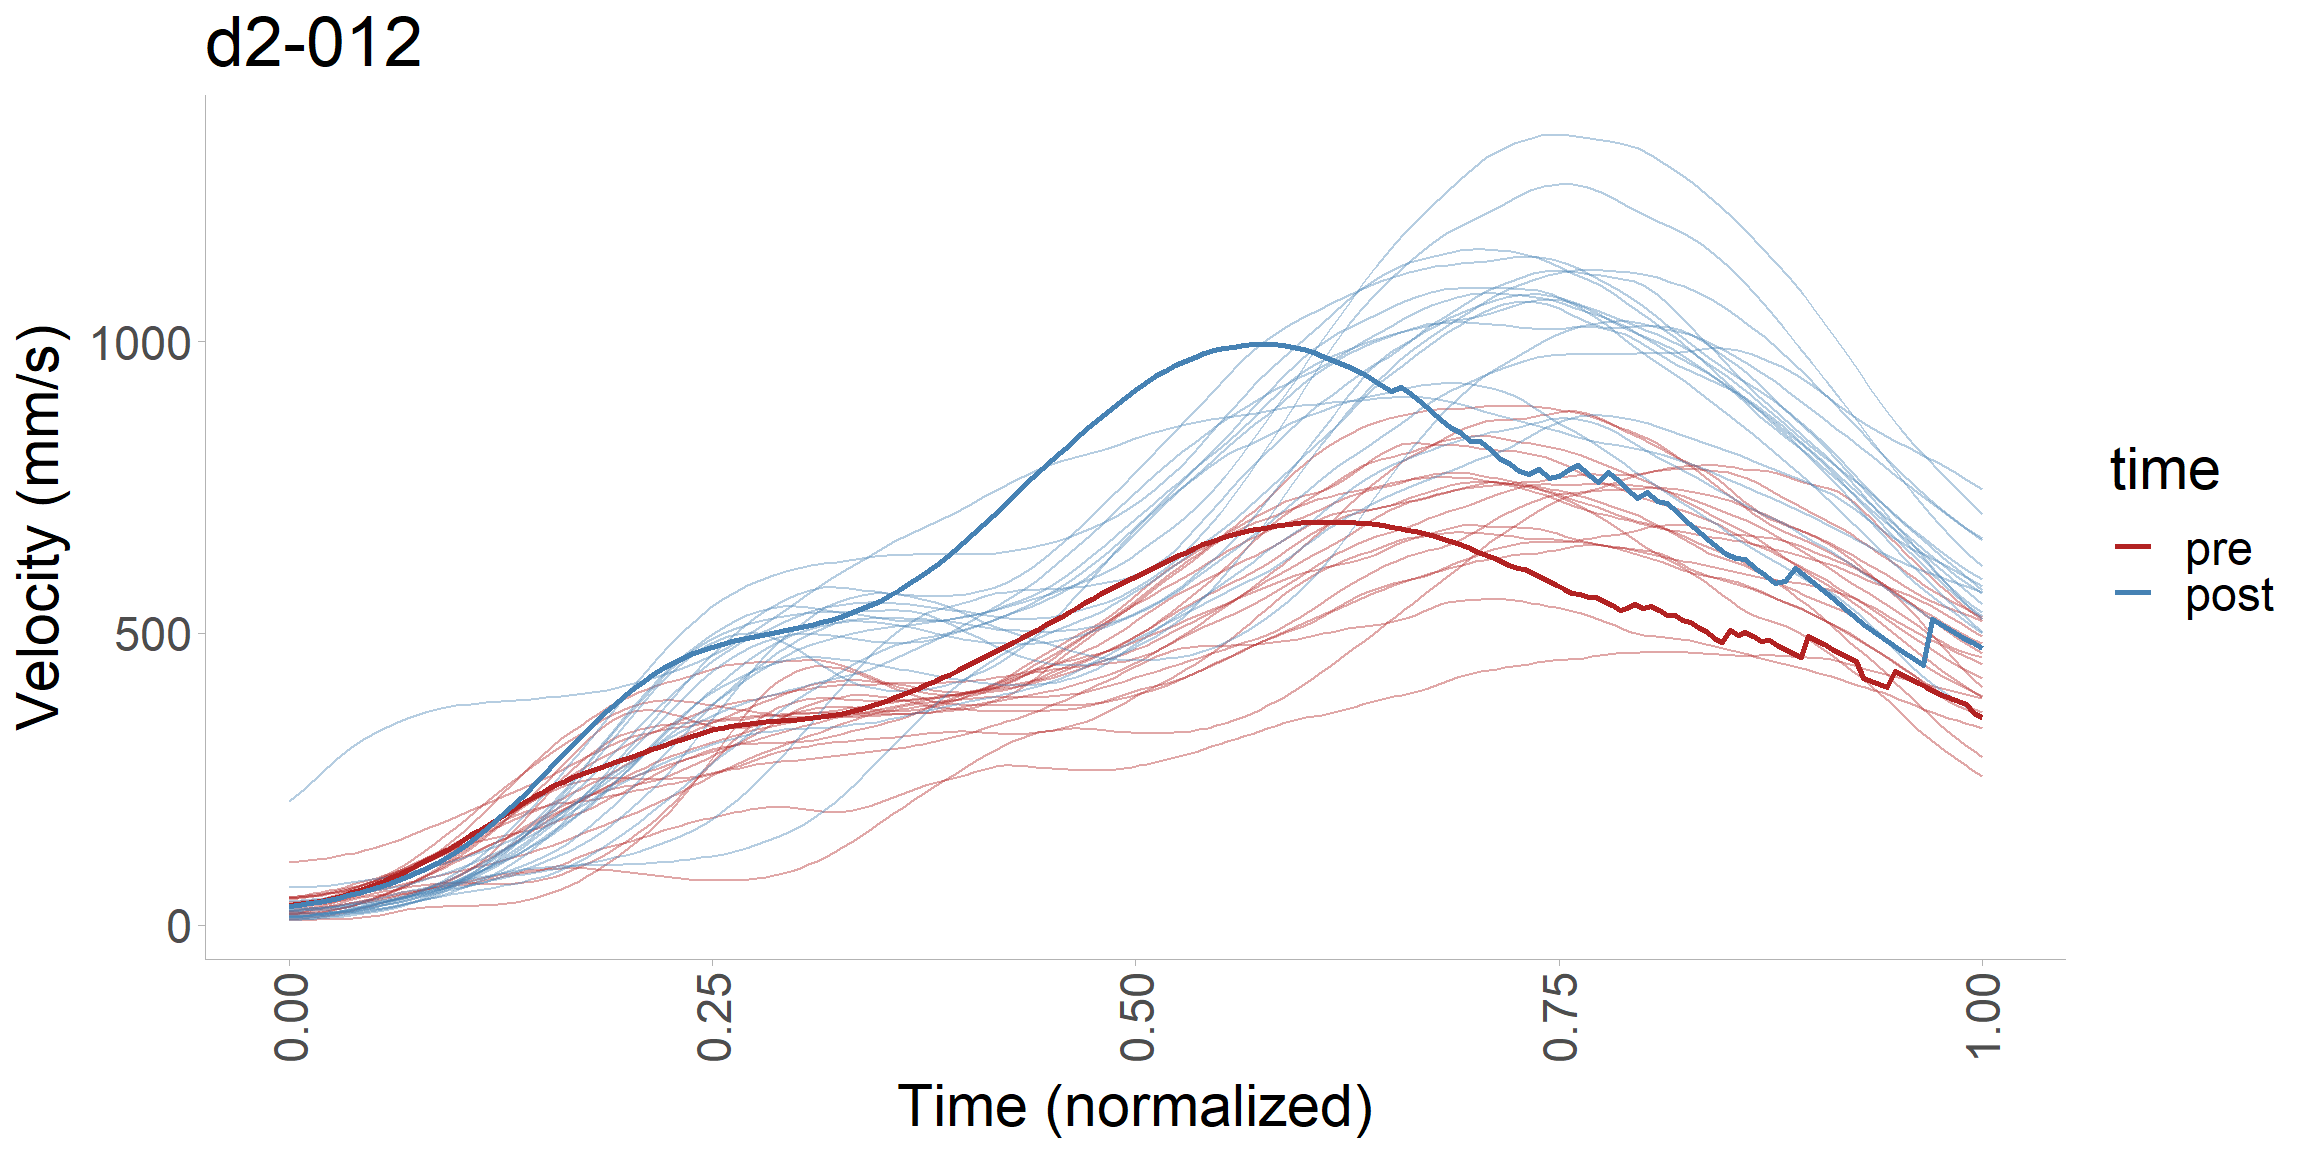 d2-012
Velocity (mm/s)
1000
500
0
0.00
0.25
0.50
0.75
1.00
Time (normalized)
time
pre
post